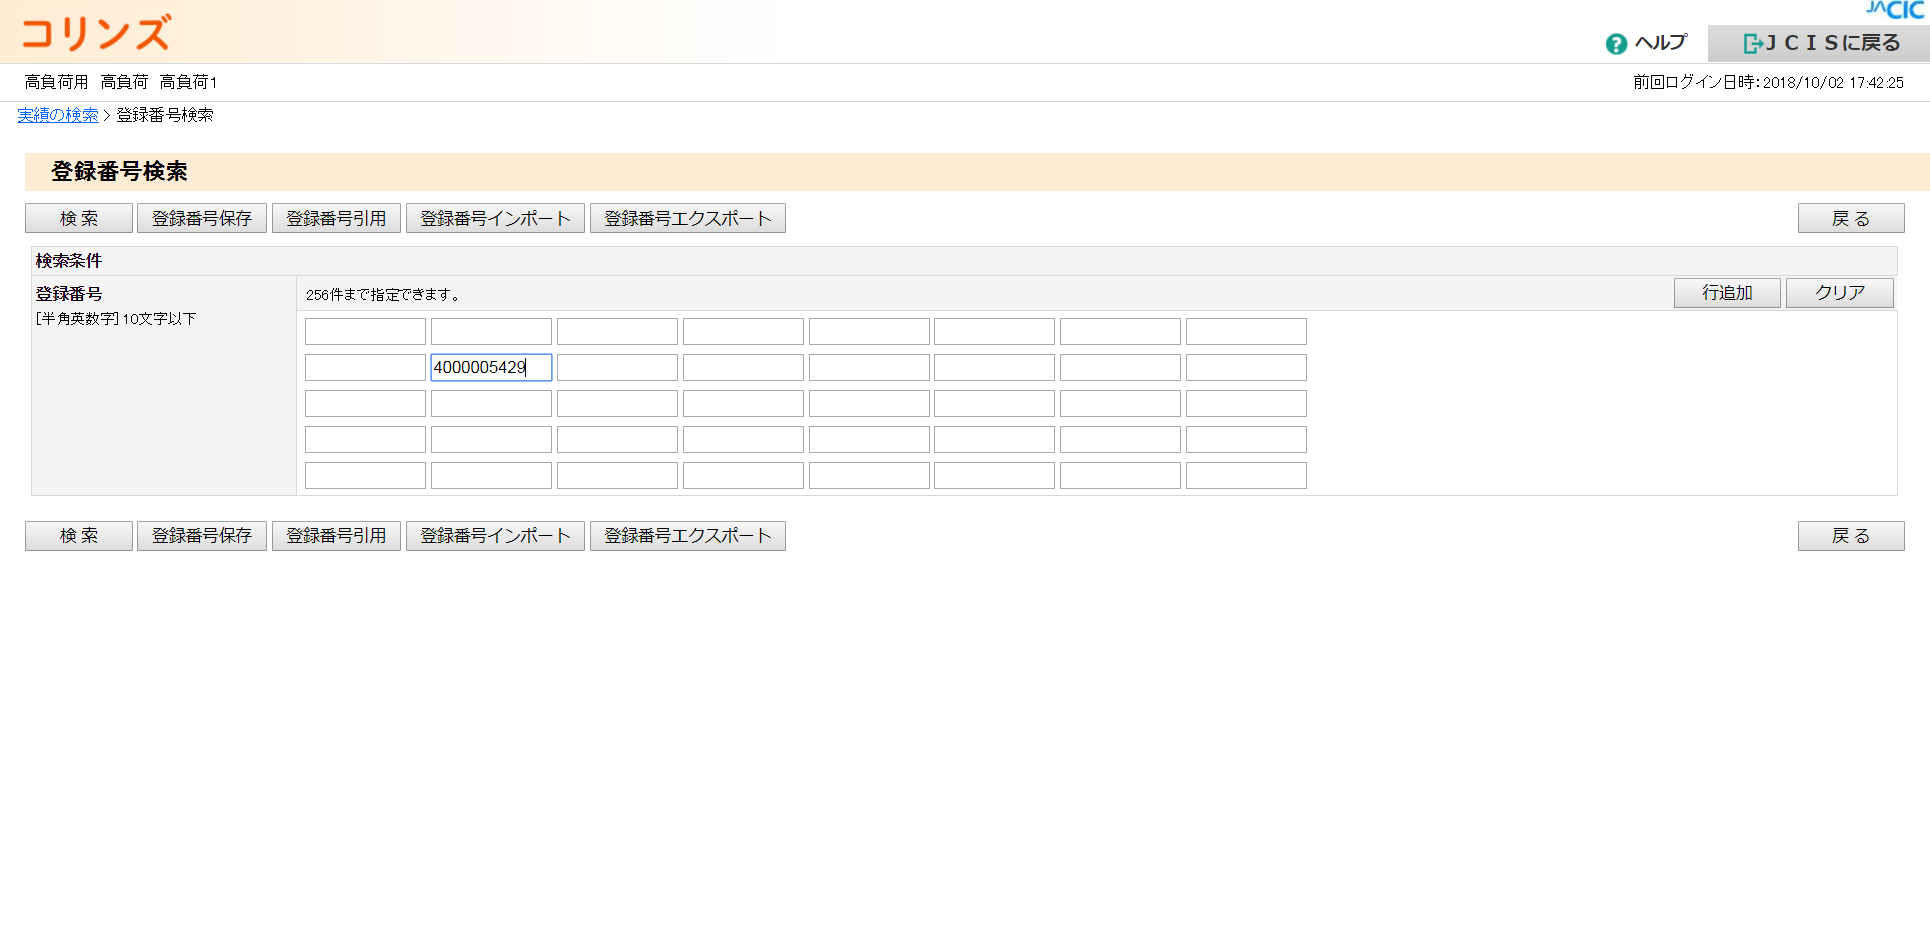 JACIC
コリンズ
ヘルプ
ＪＣＩＳに戻る
高負荷用 高負荷 高負荷1
前回ログイン日時：2018/10/02 17:42:25
実績の検索 > 登録番号検索
登録番号検索
検 索 登録番号保存 登録番号引用 登録番号インポート 登録番号エクスポート 戻 る
検索条件
登録番号
[半角英数字] 10文字以下
256件まで指定できます。
行追加 クリア
4000005429
検 索 登録番号保存 登録番号引用 登録番号インポート 登録番号エクスポート 戻 る